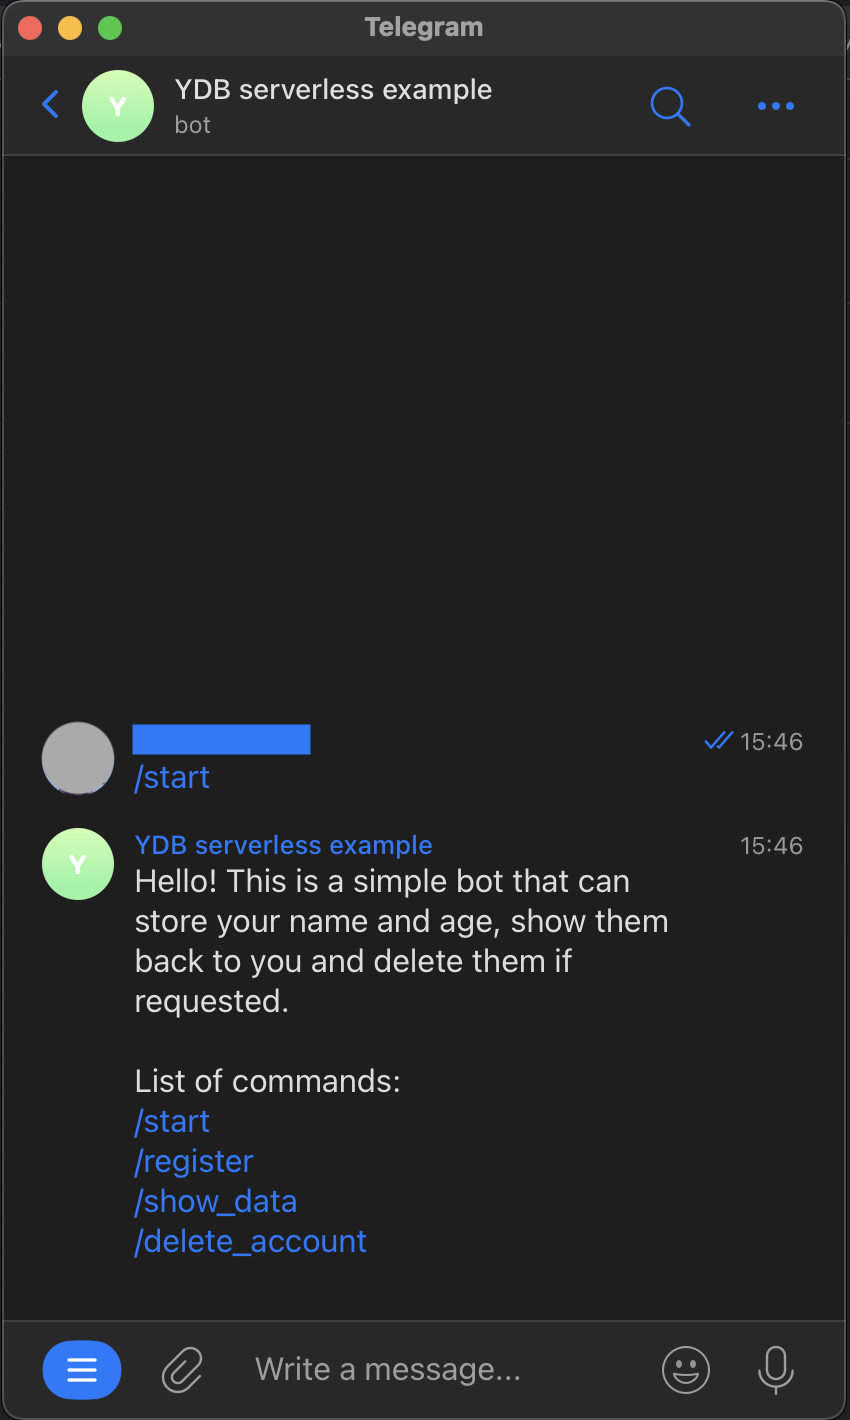 Telegram
Y
YDB serverless example
bot
15:46
/start
Y
YDB serverless example
15:46
Hello! This is a simple bot that can
store your name and age, show them
back to you and delete them if
requested.
List of commands:
/start
/register
/show_data
/delete_account
Write a message...